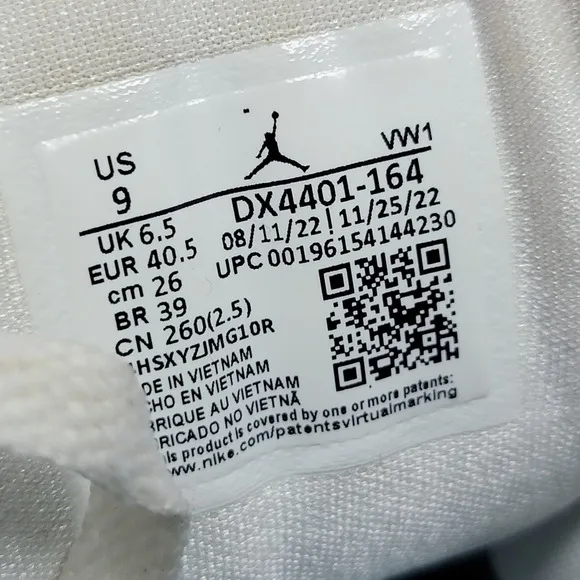 US
9
VW1
DX4401-164
08/11/22 | 11/25/22
UPC 00196154144230
UK 6.5
EUR 40.5
cm 26
BR 39
CN 260(2.5)
HSXYZJMG10R
DE IN VIETNAM
HO EN VIETNAM
RIQUE AU VIETNAM
RICADO NO VIETNÃ
is product is covered by one or more patents:
www.nike.com/patentsvirtualmarking